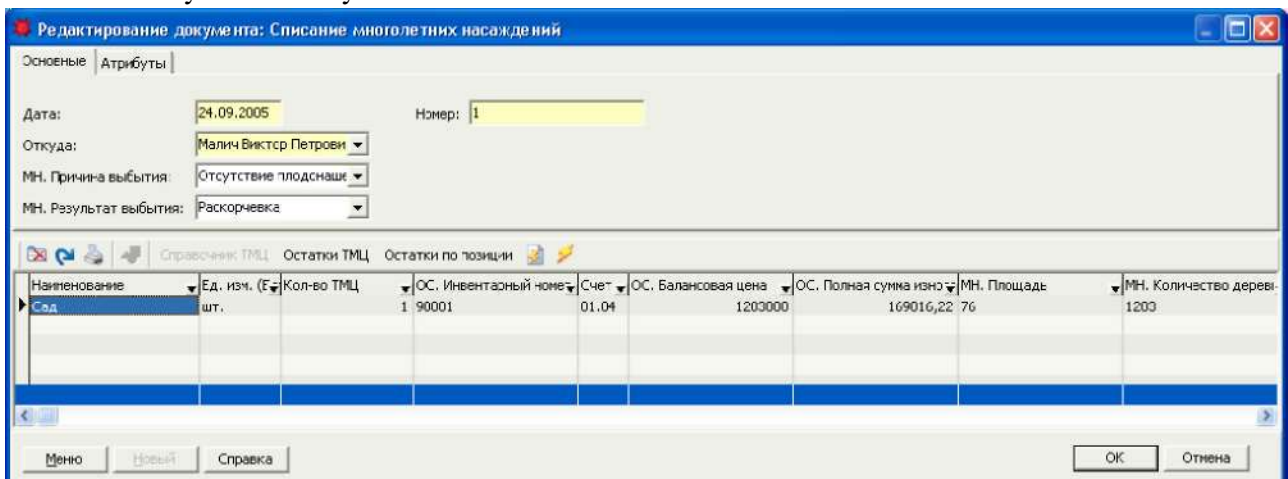 Редактирование документа: Списание многолетних насаждений
Основные Атрибуты
Дата: 24.09.2005 Номер: 1
Откуда: Малич Виктор Петрови
МН. Причина выбытия: Отсутствие плодонаше
МН. Результат выбытия: Раскорчевка
Справочник ТМЦ Остатки ТМЦ Остатки по позиции
Наименование Ед. изм. (Е Кол-во ТМЦ ОС. Инвентарный номе Счет ОС. Балансовая цена ОС. Полная сумма изно МН. Площадь МН. Количество дереви
Сад шт. 1 90001 01.04 1203000 169016,22 76 1203
Меню Новый Справка ОК Отмена